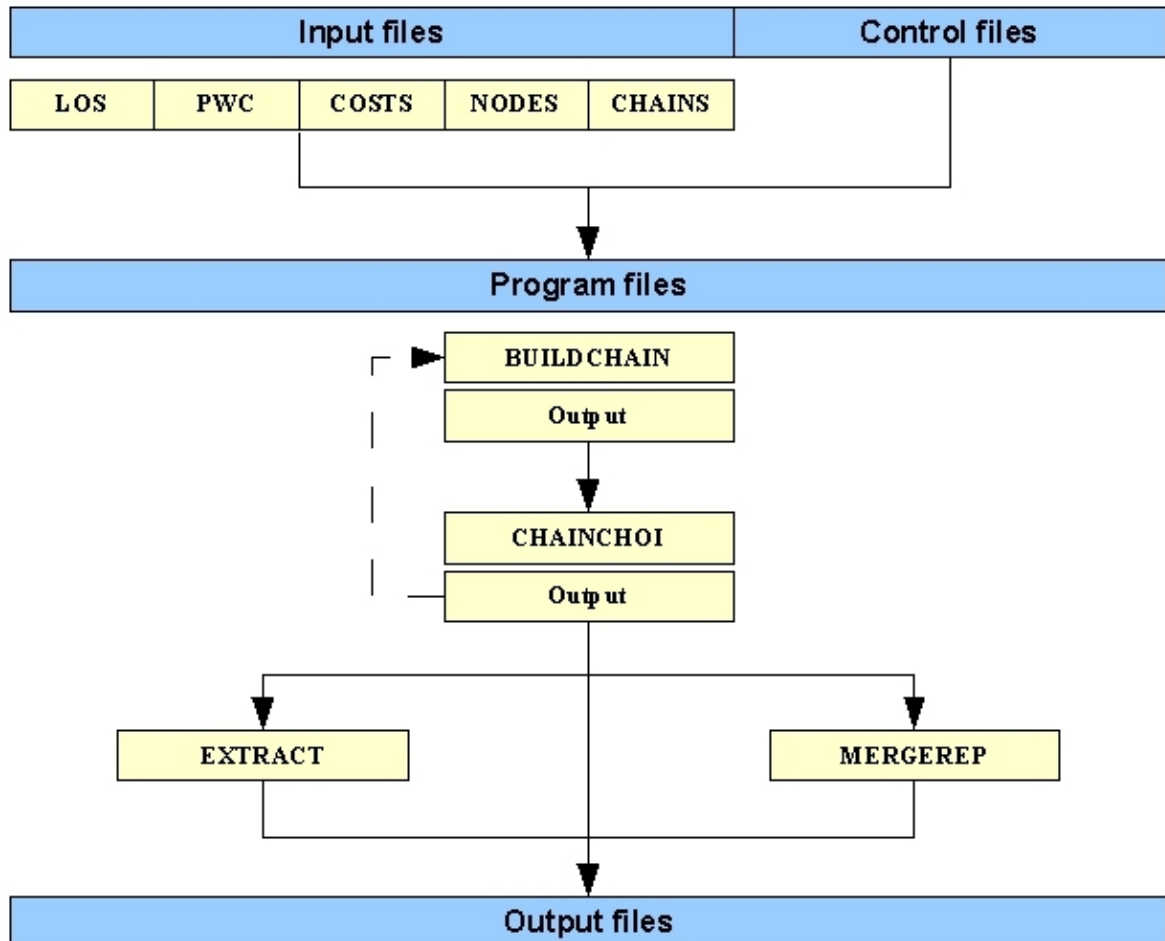 Input files Control files
LOS PWC COSTS NODES CHAINS
Program files
BUILDCHAIN
Output
CHAINCHOI
Output
EXTRACT MERGEREP
Output files